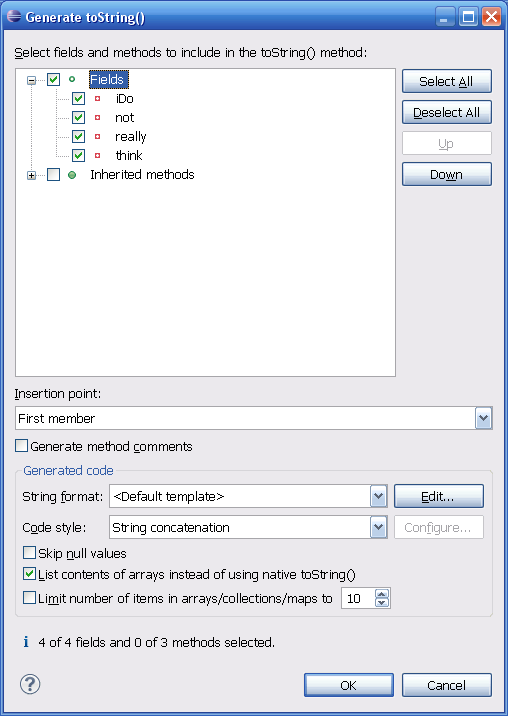 Generate toString()
Select fields and methods to include in the toString() method:
Fields
iDo
not
really
think
Inherited methods
Select All
Deselect All
Up
Down
Insertion point:
First member
Generate method comments
Generated code
String format: <Default template> Edit...
Code style: String concatenation Configure...
Skip null values
List contents of arrays instead of using native toString()
Limit number of items in arrays/collections/maps to 10
4 of 4 fields and 0 of 3 methods selected.
OK Cancel